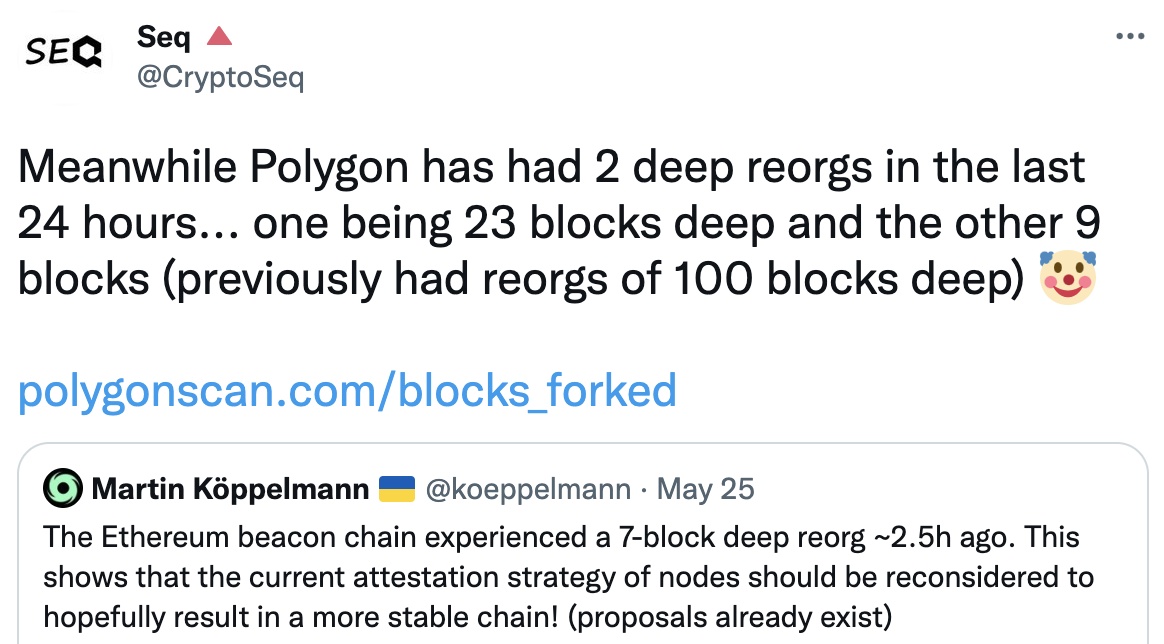 SEQ
Seq 🔺
@CryptoSeq
Meanwhile Polygon has had 2 deep reorgs in the last
24 hours... one being 23 blocks deep and the other 9
blocks (previously had reorgs of 100 blocks deep) 🤡
polygonscan.com/blocks_forked
Martin Köppelmann 🇺🇦 @koeppelmann · May 25
The Ethereum beacon chain experienced a 7-block deep reorg ~2.5h ago. This
shows that the current attestation strategy of nodes should be reconsidered to
hopefully result in a more stable chain! (proposals already exist)